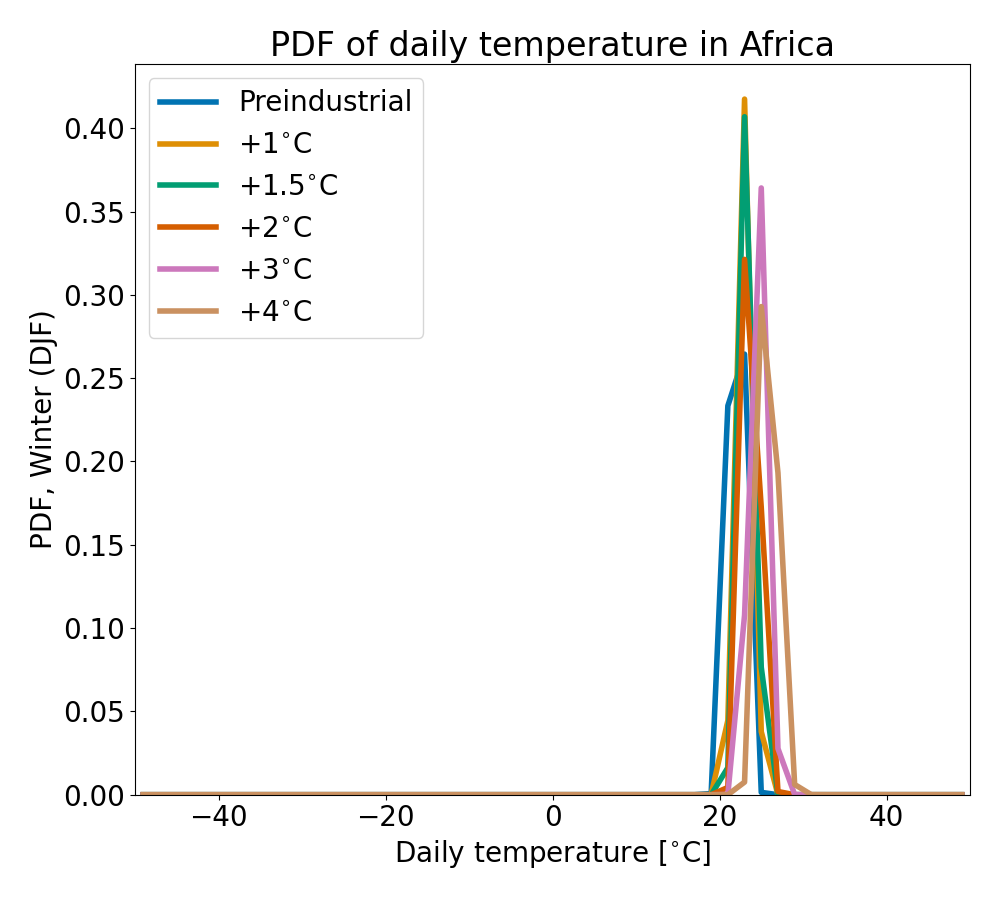 PDF of daily temperature in Africa
Preindustrial
+1°C
+1.5°C
+2°C
+3°C
+4°C
PDF, Winter (DJF)
0.40
0.35
0.30
0.25
0.20
0.15
0.10
0.05
0.00
−40 −20 0 20 40
Daily temperature [°C]